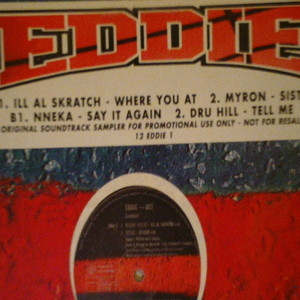 EDDIE
1. ILL AL SKRATCH - WHERE YOU AT 2. MYRON - SIST
B1. NNEKA - SAY IT AGAIN 2. DRU HILL - TELL ME
ORIGINAL SOUNDTRACK SAMPLER FOR PROMOTIONAL USE ONLY - NOT FOR RESAL
12 EDDIE 1